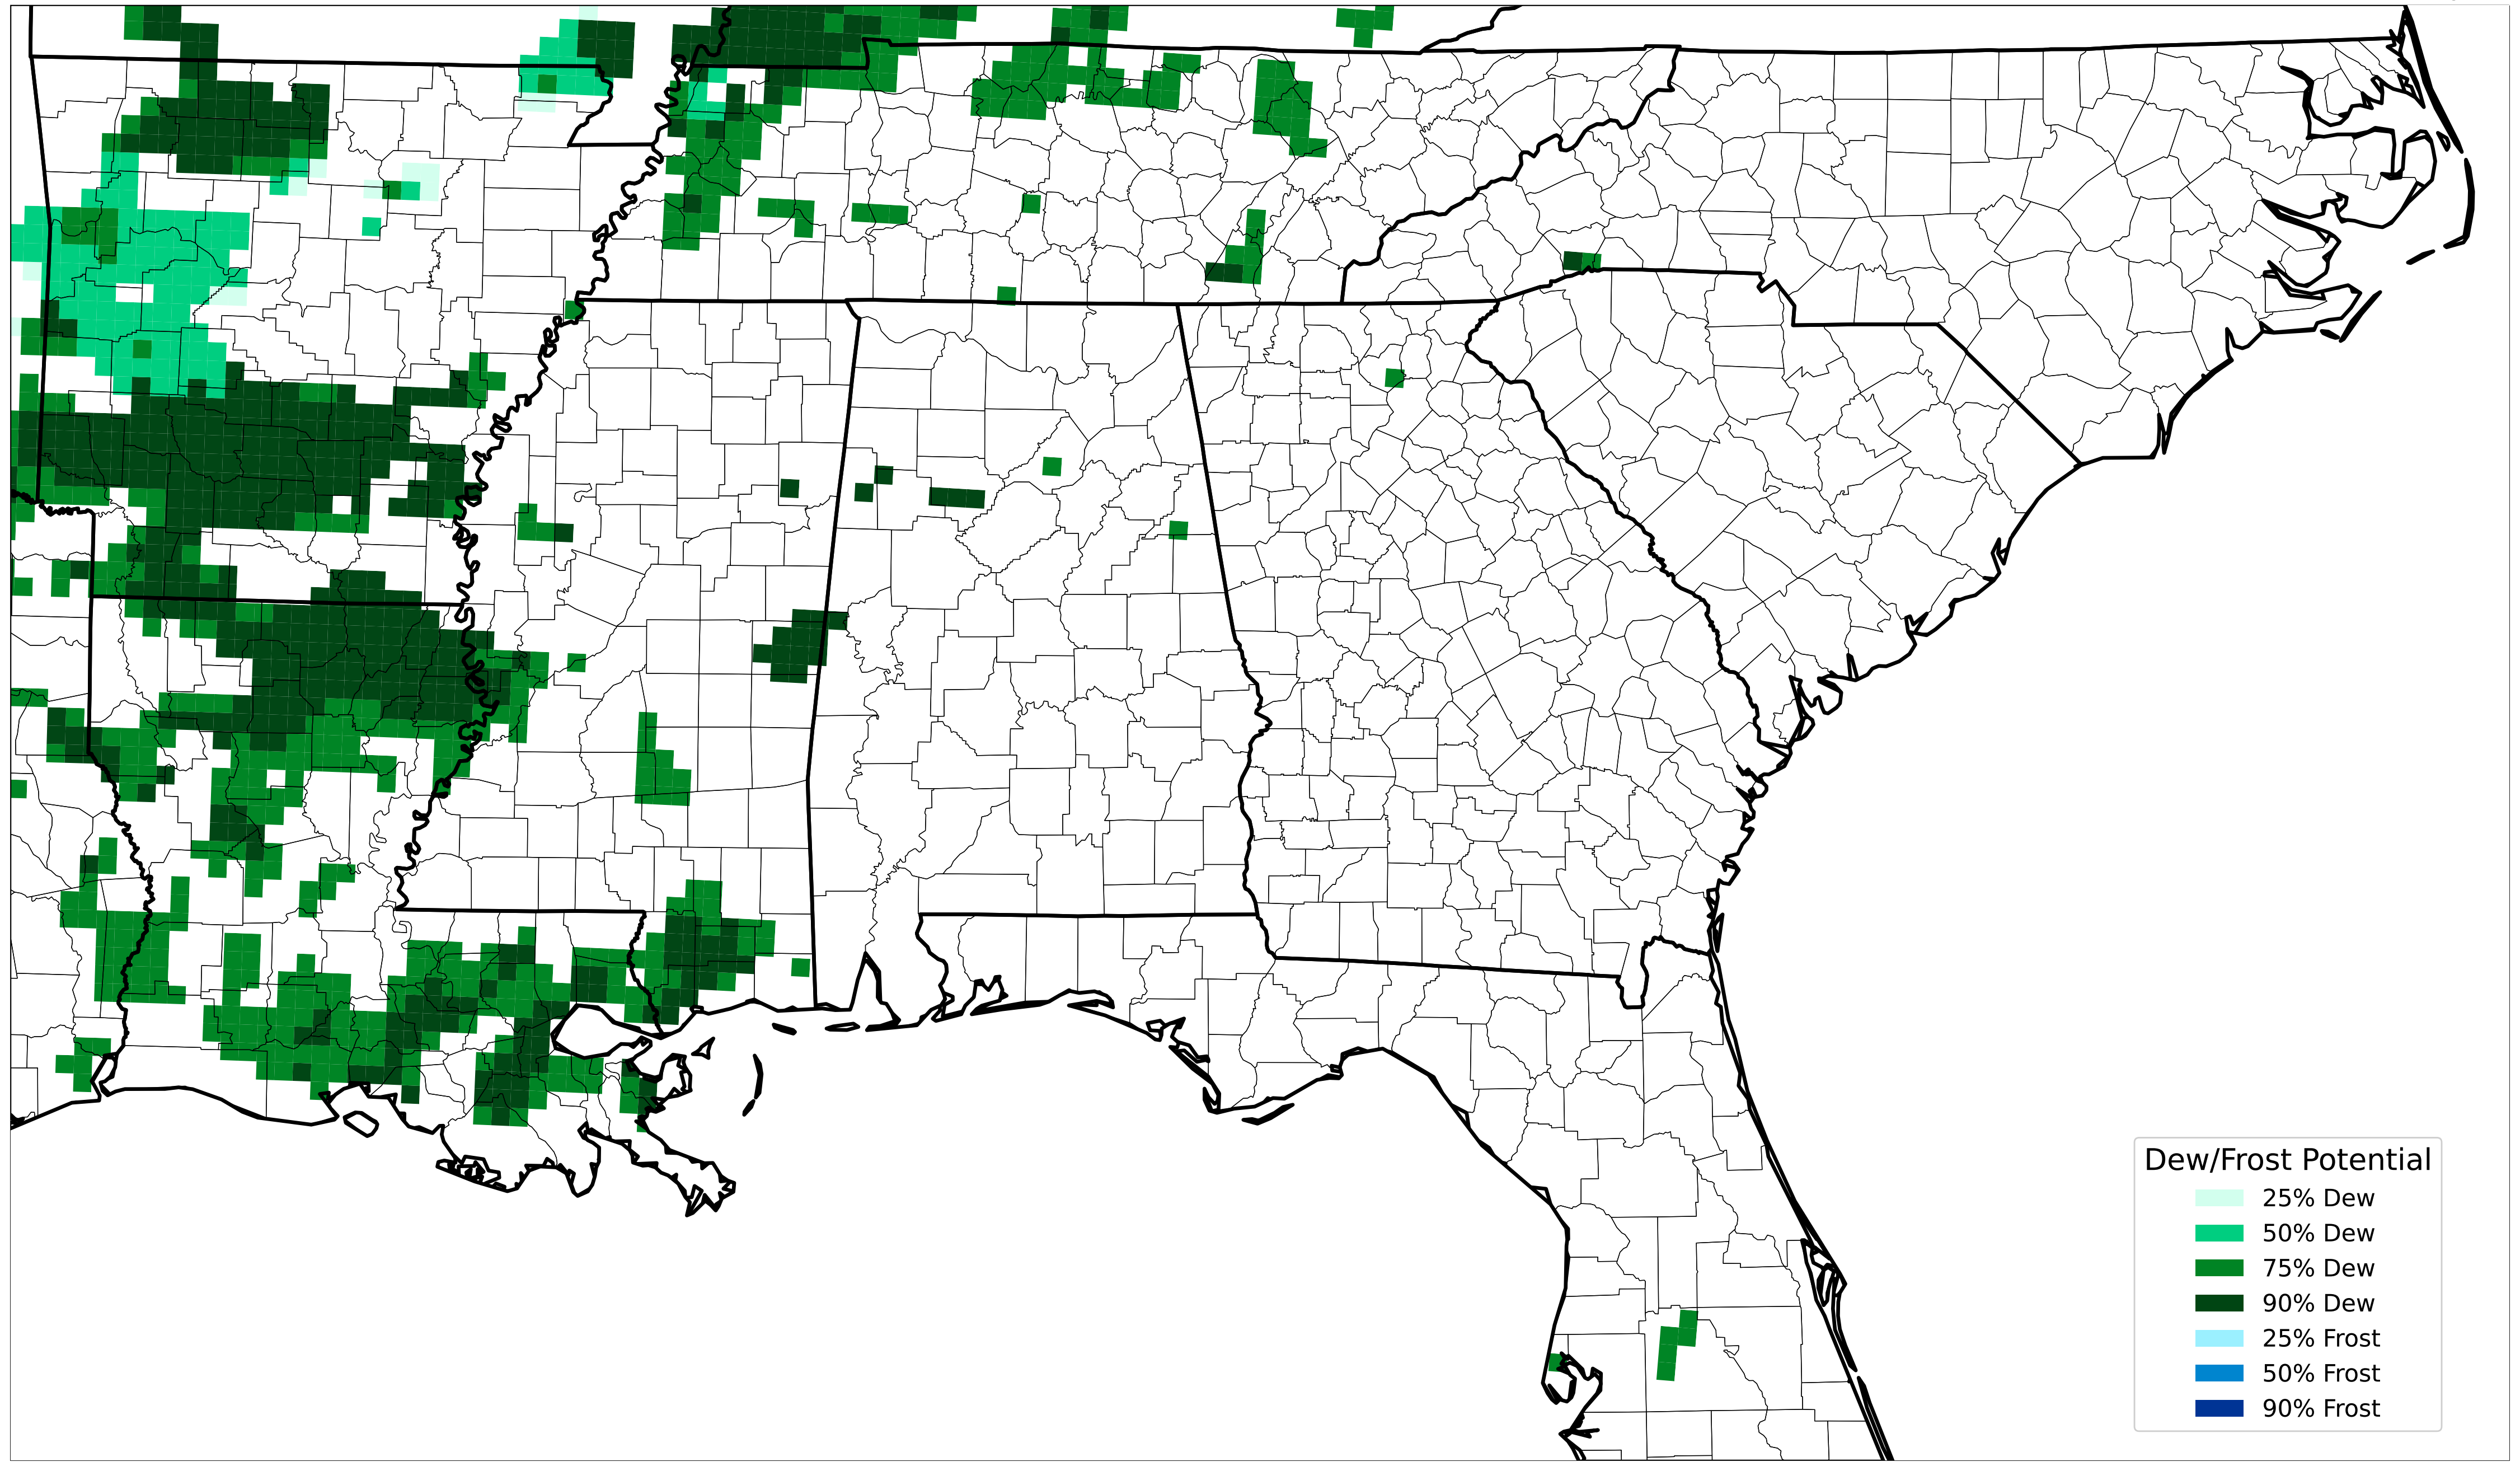 Dew/Frost Potential
25% Dew
50% Dew
75% Dew
90% Dew
25% Frost
50% Frost
90% Frost